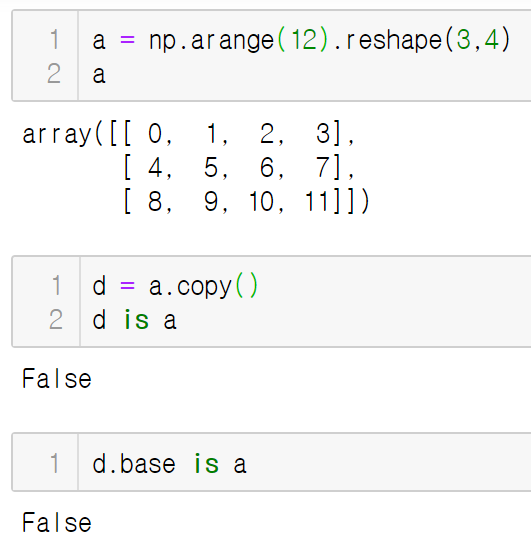 1 a = np.arange(12).reshape(3,4)
2 a
array([[ 0,  1,  2,  3],
       [ 4,  5,  6,  7],
       [ 8,  9, 10, 11]])
1 d = a.copy()
2 d is a
False
1 d.base is a
False